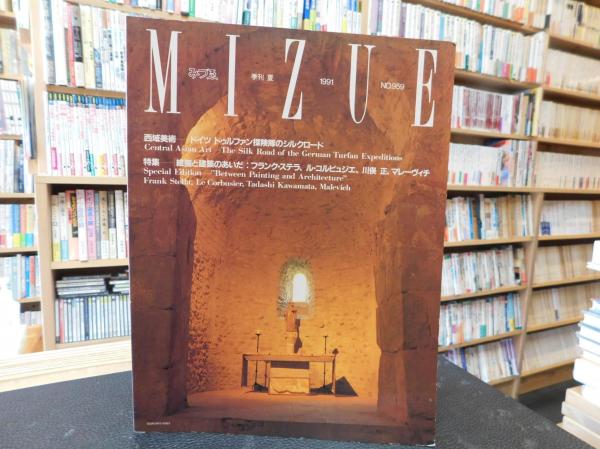 MIZUE
みづゑ
季刊 夏
1991
NO.959
西域美術——ドイツ トゥルファン探検隊のシルクロード
Central Asian Art—The Silk Road of the German Turfan Expeditions
特集——絵画と建築のあいだ：フランク・ステラ、ル・コルビュジエ、川俣 正、マレーヴィチ
Special Edition—"Between Painting and Architecture"
Frank Stella, Le Corbusier, Tadashi Kawamata, Malevich